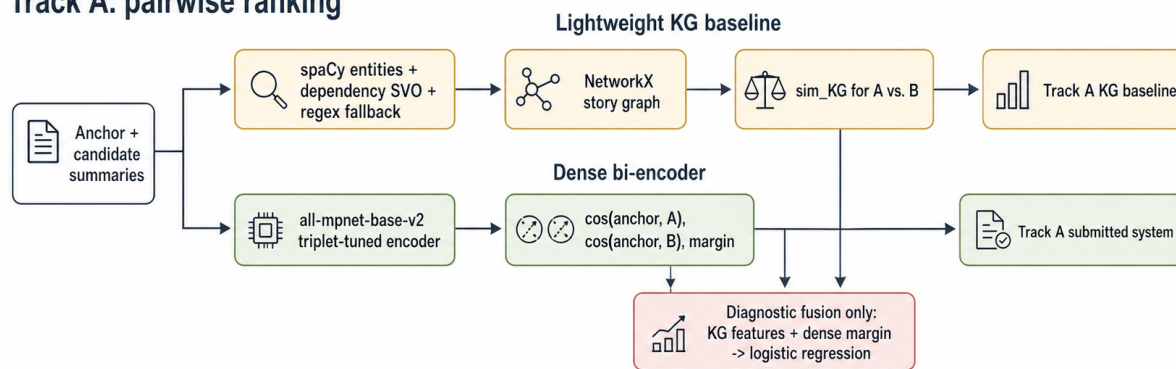 Track A: pairwise ranking
Lightweight KG baseline
Anchor +
candidate
summaries
spaCy entities +
dependency SVO +
regex fallback
NetworkX
story graph
sim_KG for A vs. B
Track A KG baseline
Dense bi-encoder
all-mpnet-base-v2
triplet-tuned encoder
cos(anchor, A),
cos(anchor, B), margin
Track A submitted system
Diagnostic fusion only:
KG features + dense margin
-> logistic regression